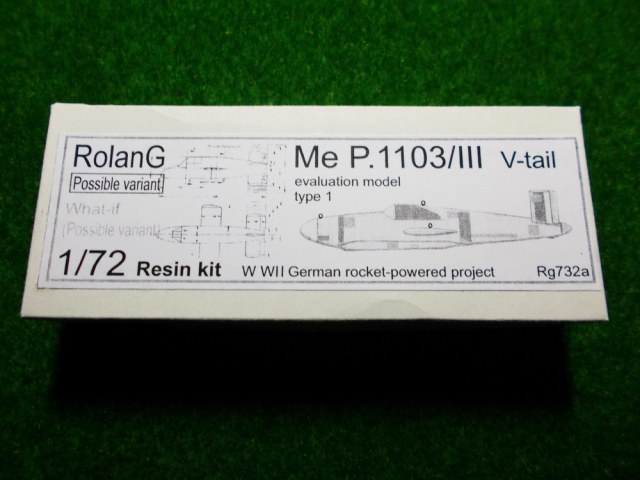 RolanG
Possible variant
What-if
(Possible variant)
1/72 Resin kit
Me P.1103/III V-tail
evaluation model
type 1
W WII German rocket-powered project
Rg732a